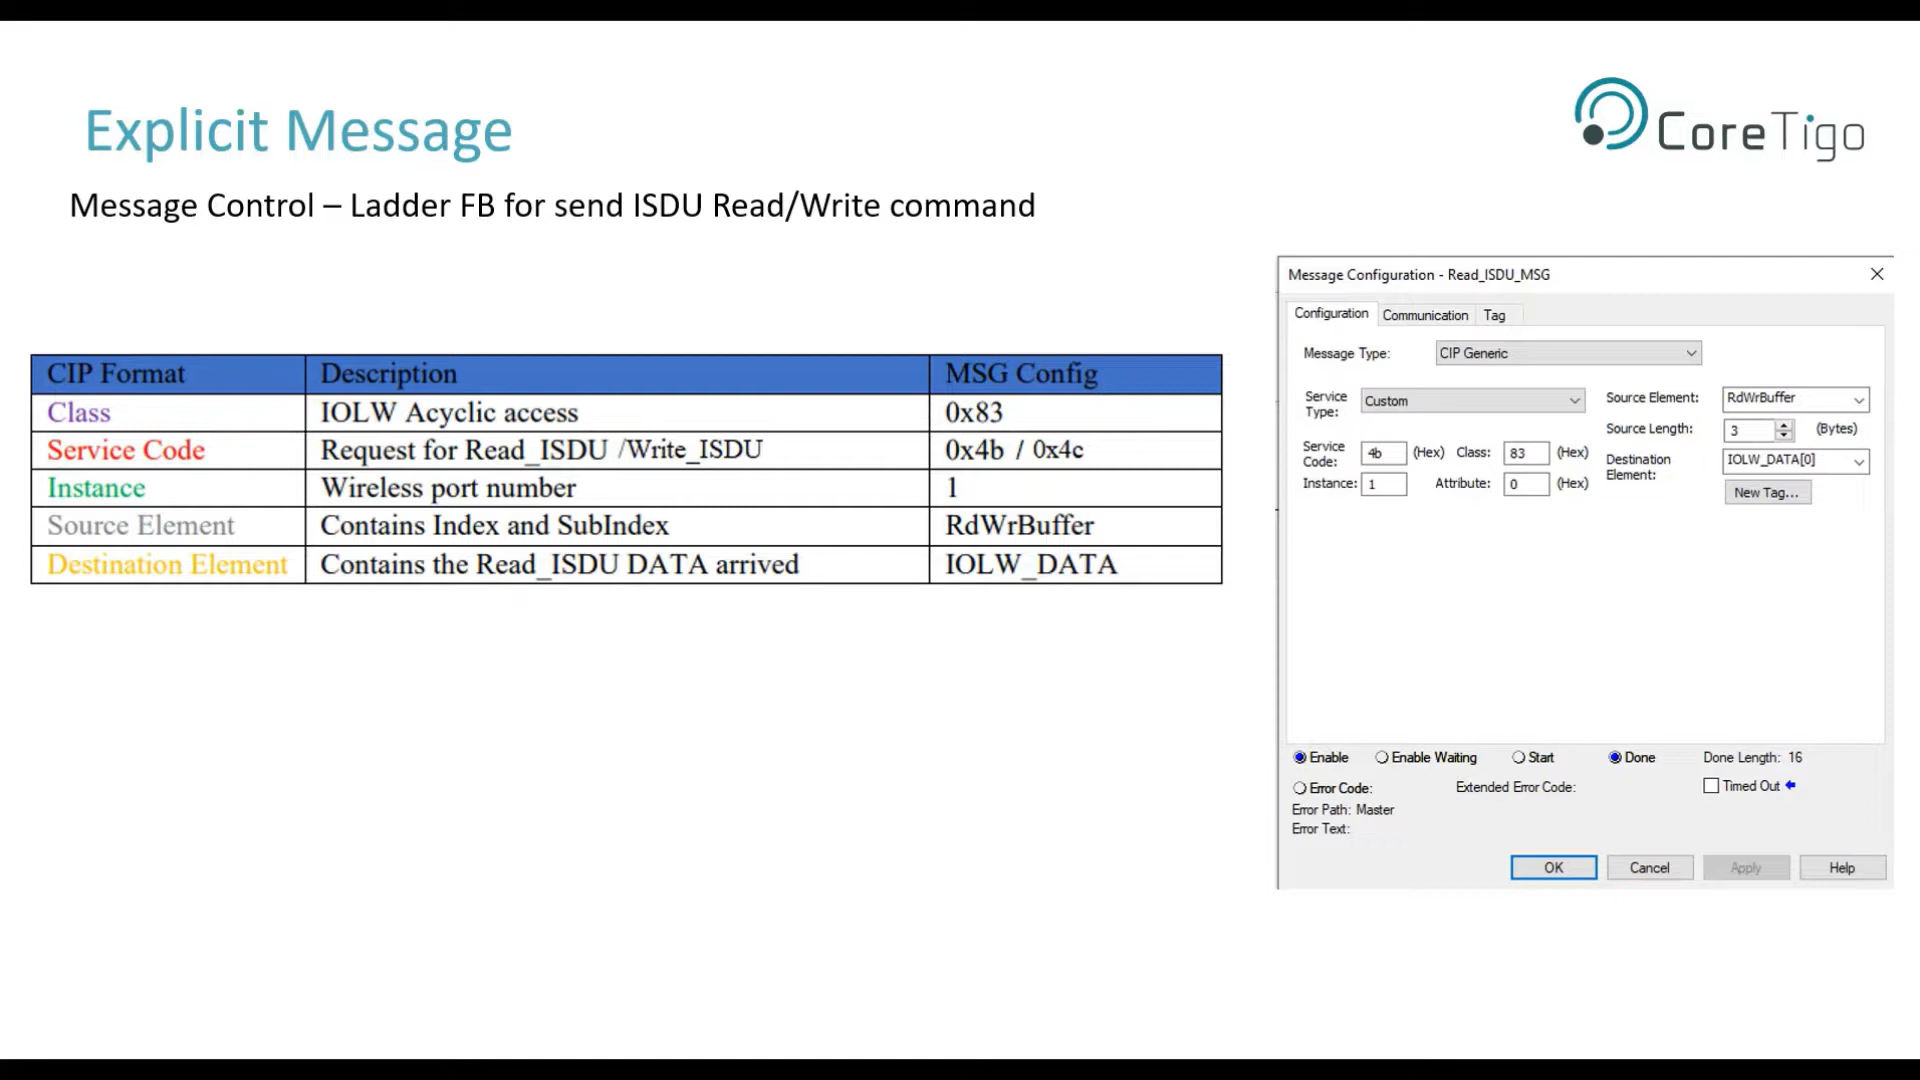 Explicit Message
CoreTigo
Message Control – Ladder FB for send ISDU Read/Write command
CIP Format Description MSG Config
Class IOLW Acyclic access 0x83
Service Code Request for Read_ISDU /Write_ISDU 0x4b / 0x4c
Instance Wireless port number 1
Source Element Contains Index and SubIndex RdWrBuffer
Destination Element Contains the Read_ISDU DATA arrived IOLW_DATA
Message Configuration - Read_ISDU_MSG
Configuration Communication Tag
Message Type: CIP Generic
Service Type: Custom
Source Element: RdWrBuffer
Source Length: 3 (Bytes)
Service Code: 4b (Hex) Class: 83 (Hex)
Destination Element: IOLW_DATA[0]
Instance: 1 Attribute: 0 (Hex)
New Tag...
Enable Enable Waiting Start Done Done Length: 16
Error Code: Extended Error Code: Timed Out
Error Path: Master
Error Text:
OK Cancel Apply Help